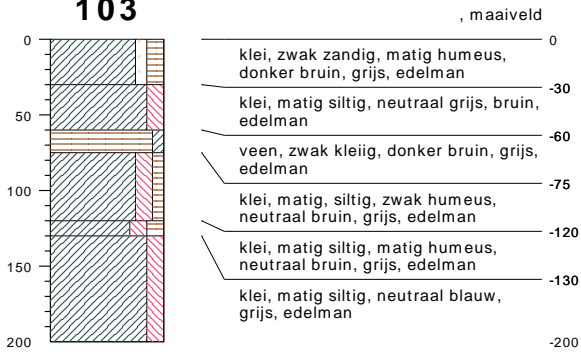 103
, maaiveld
0
0
klei, zwak zandig, matig humeus,
donker bruin, grijs, edelman
-30
klei, matig siltig, neutraal grijs, bruin,
edelman
50
-60
veen, zwak kleiig, donker bruin, grijs,
edelman
-75
100
klei, matig, siltig, zwak humeus,
neutraal bruin, grijs, edelman
-120
klei, matig siltig, matig humeus,
neutraal bruin, grijs, edelman
150
-130
klei, matig siltig, neutraal blauw,
grijs, edelman
200
-200